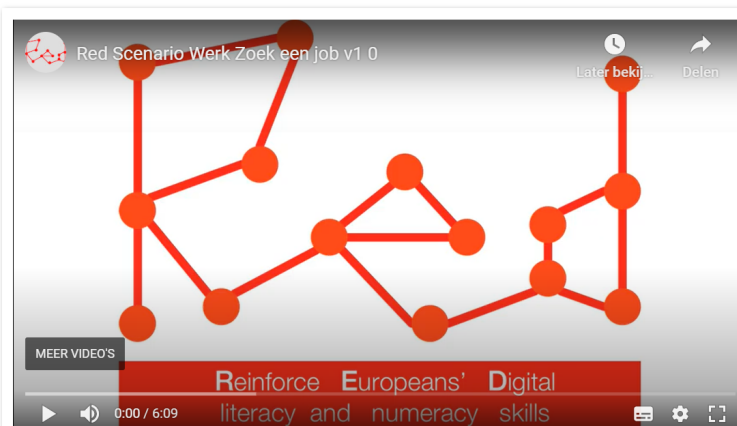 Red Scenario Werk Zoek een job v1 0
Later bekij...
Delen
MEER VIDEO'S
Reinforce Europeans' Digital
literacy and numeracy skills
0:00 / 6:09